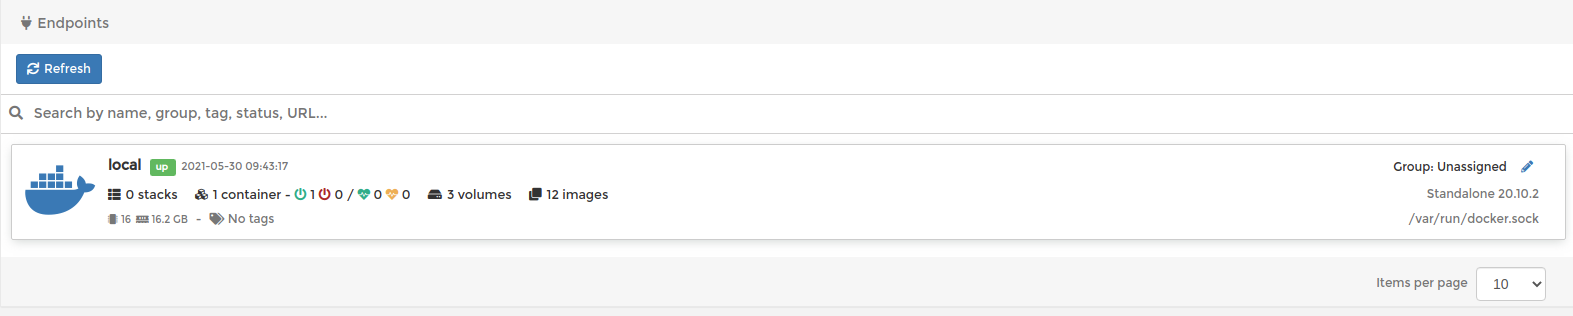 Endpoints
Refresh
Search by name, group, tag, status, URL...
local up 2021-05-30 09:43:17 Group: Unassigned
0 stacks 1 container - 1 0 / 0 0 3 volumes 12 images Standalone 20.10.2
16 16.2 GB - No tags /var/run/docker.sock
Items per page 10